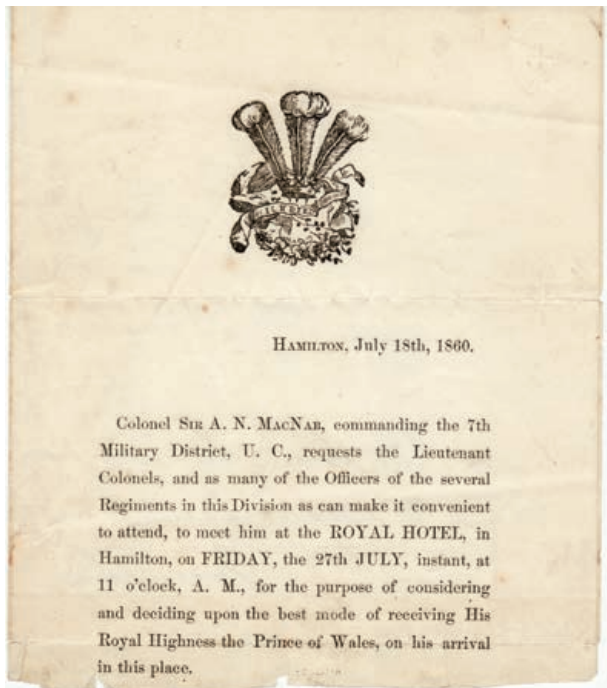 HAMILTON, July 18th, 1860.
Colonel SIR A. N. MACNAB, commanding the 7th
Military District, U. C., requests the Lieutenant
Colonels, and as many of the Officers of the several
Regiments in this Division as can make it convenient
to attend, to meet him at the ROYAL HOTEL, in
Hamilton, on FRIDAY, the 27th JULY, instant, at
11 o'clock, A. M., for the purpose of considering
and deciding upon the best mode of receiving His
Royal Highness the Prince of Wales, on his arrival
in this place.